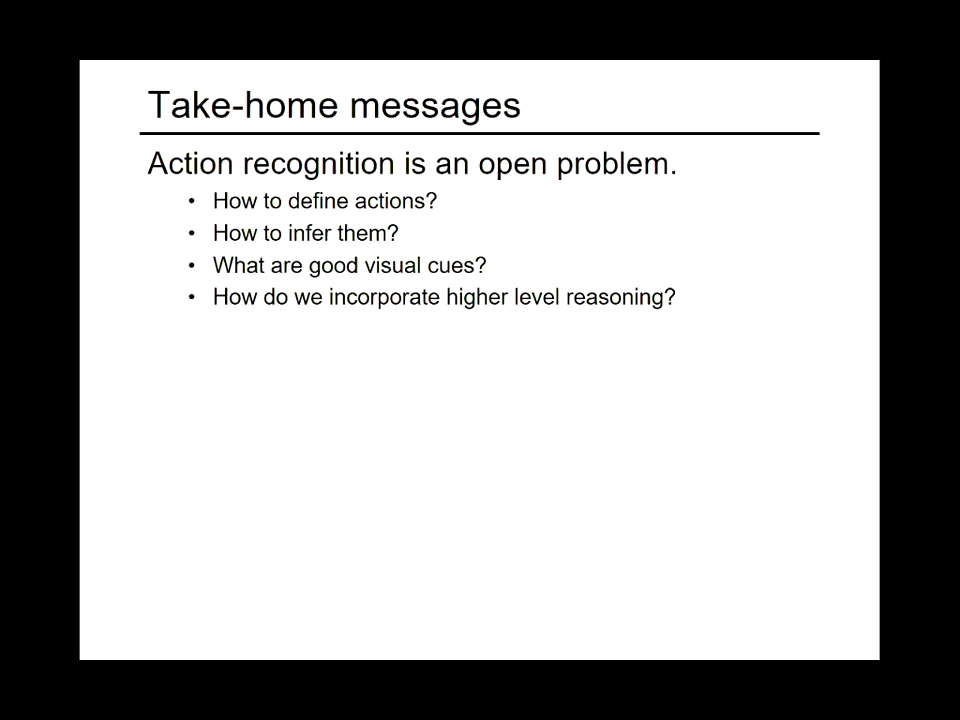 Take-home messages
Action recognition is an open problem.
• How to define actions?
• How to infer them?
• What are good visual cues?
• How do we incorporate higher level reasoning?